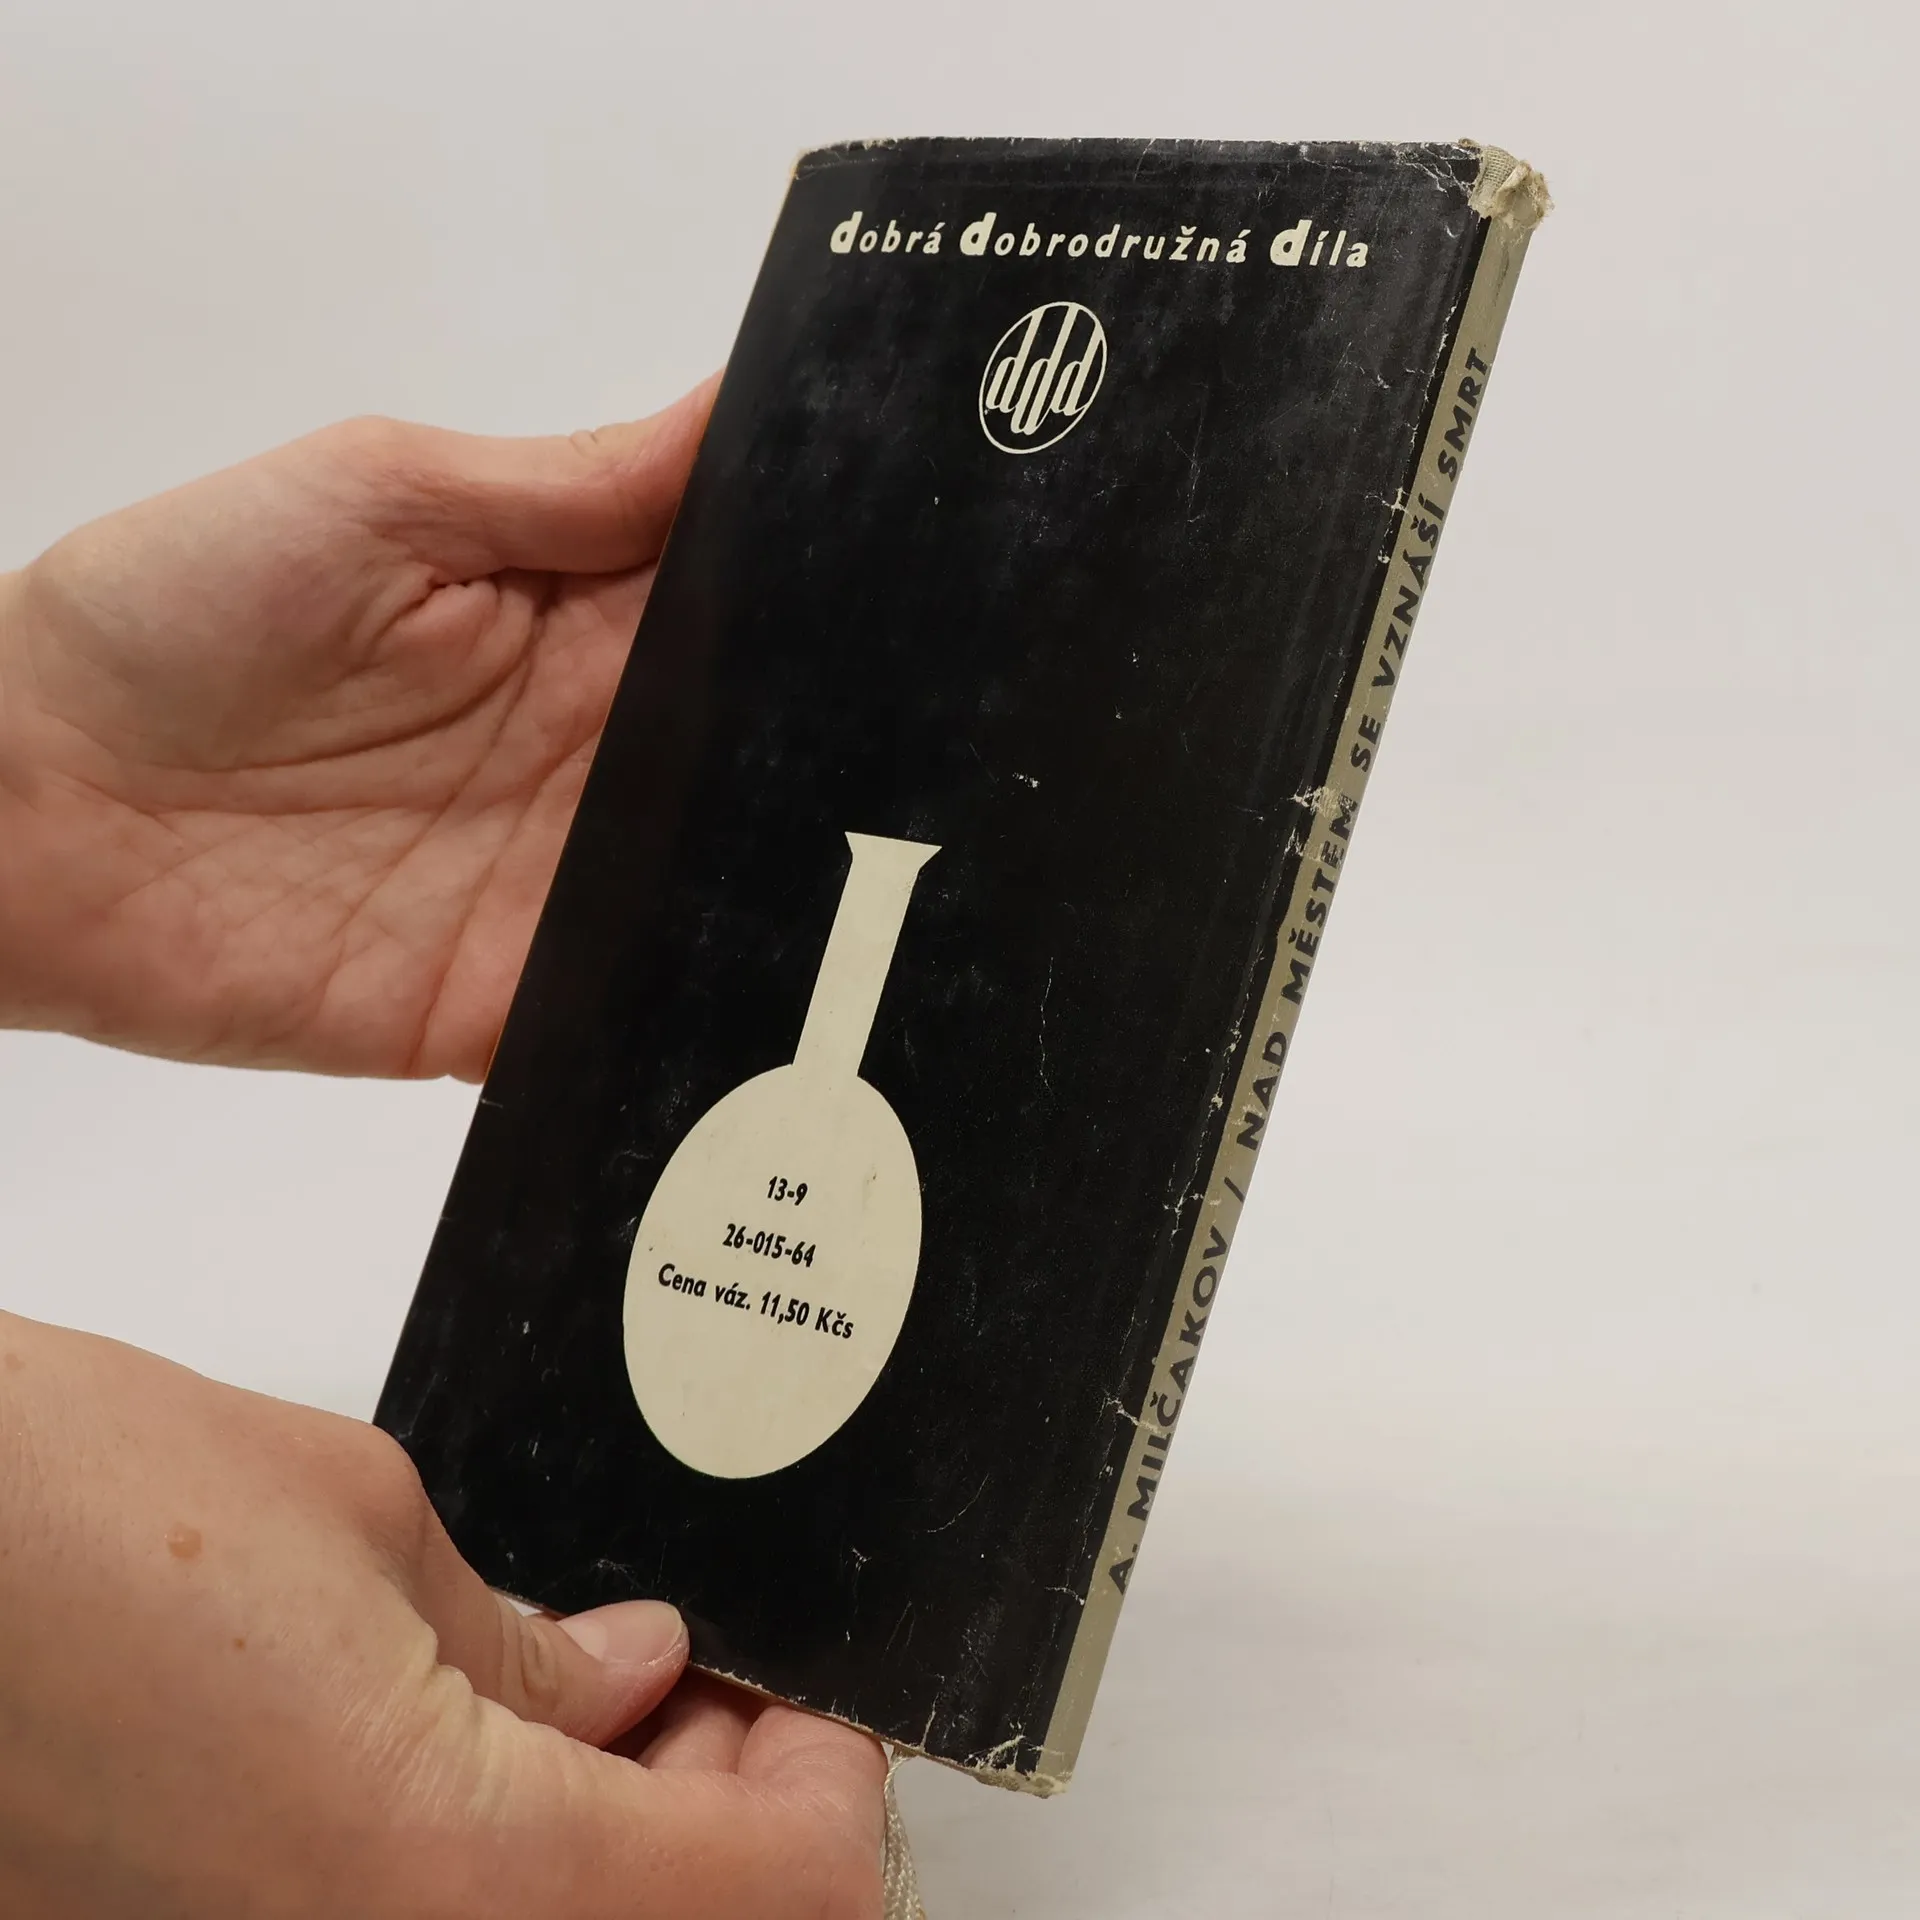 dobrá dobrodružná díla
ddd
13-9
26-015-64
Cena váz. 11,50 Kčs
A. MILČAKOV / NAD MĚSTEM SE VZNÁŠÍ SMRT